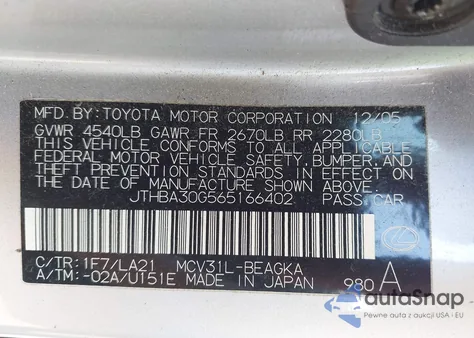 MFD. BY: TOYOTA MOTOR CORPORATION 12/05
GVWR 4540LB GAWR FR 2670LB RR 2280LB
THIS VEHICLE CONFORMS TO ALL APPLICABLE
FEDERAL MOTOR VEHICLE SAFETY, BUMPER, AND
THEFT PREVENTION STANDARDS IN EFFECT ON
THE DATE OF MANUFACTURE SHOWN ABOVE.
JTHBA30G565166402 PASS CAR
C/TR: 1F7/LA21 MCV31L-BEAGKA
A/TM: -02A/U151E MADE IN JAPAN 980 A
autoSnap
Pewne auta z aukcji USA i EU